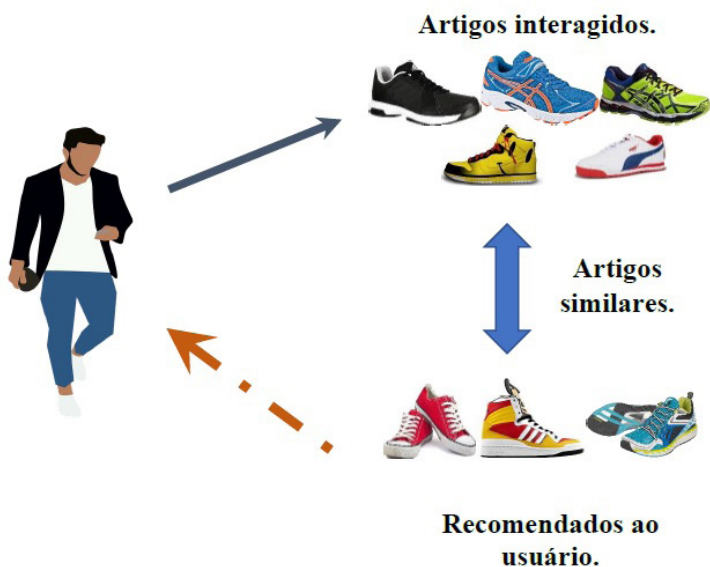 Artigos interagidos.
Artigos
similares.
Recomendados ao
usuário.